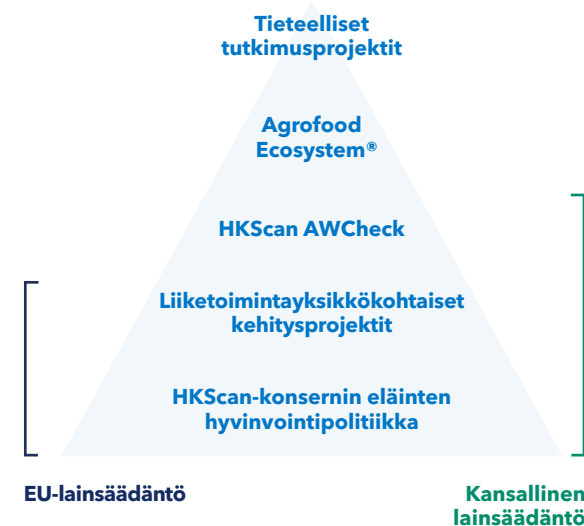 Tieteelliset
tutkimusprojektit
Agrofood
Ecosystem®
HKScan AWCheck
Liiketoimintayksikkökohtaiset
kehitysprojektit
HKScan-konsernin eläinten
hyvinvointipolitiikka
EU-lainsäädäntö
Kansallinen
lainsäädäntö